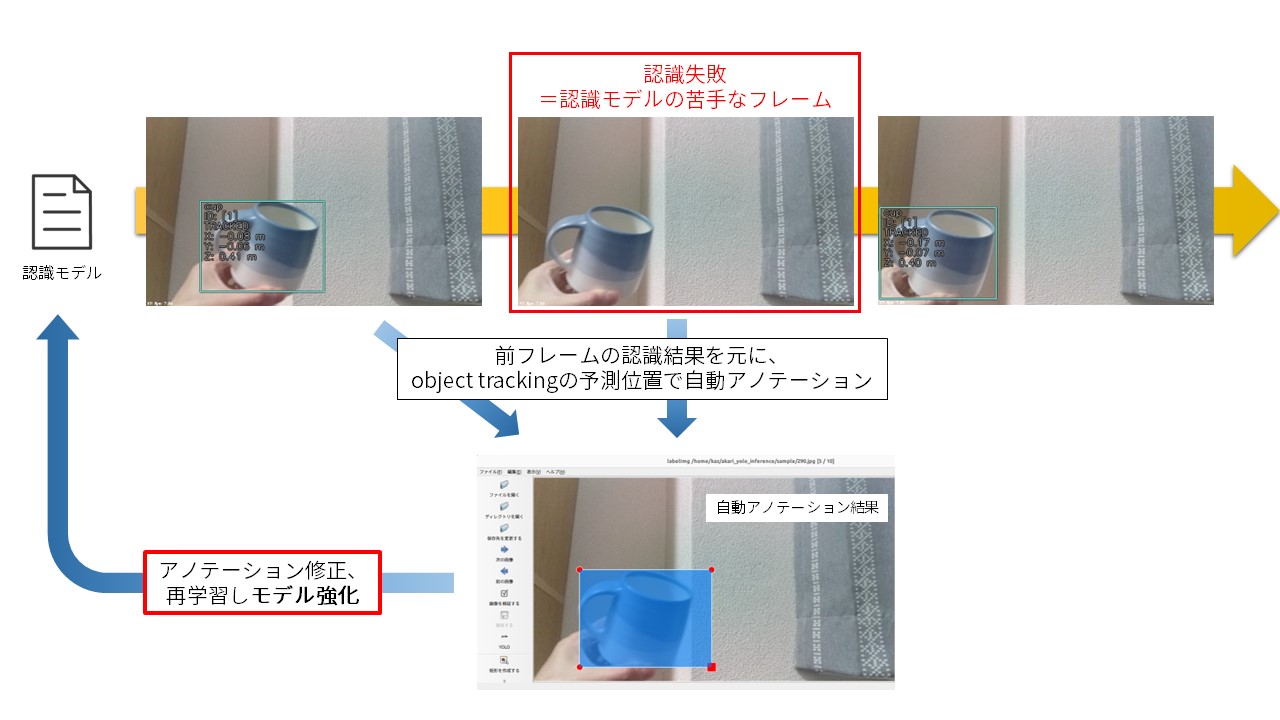 認識失敗
＝認識モデルの苦手なフレーム
認識モデル
cup
ID: [1]
TRACKED
X: -0.08 m
Y: -0.06 m
Z: 0.41 m
cup
ID: [1]
TRACKED
X: -0.17 m
Y: -0.07 m
Z: 0.40 m
前フレームの認識結果を元に、
object trackingの予測位置で自動アノテーション
labelImg /home/kaz/akari_yolo_inference/sample/290.jpg [5 / 10]
ファイル(F) 編集(E) 表示(V) ヘルプ(H)
ファイルを開く
ディレクトリを開く
保存先を変更する
次の画像
前の画像
画像を検証する
保存する
YOLO
矩形を作成する
自動アノテーション結果
アノテーション修正、
再学習しモデル強化